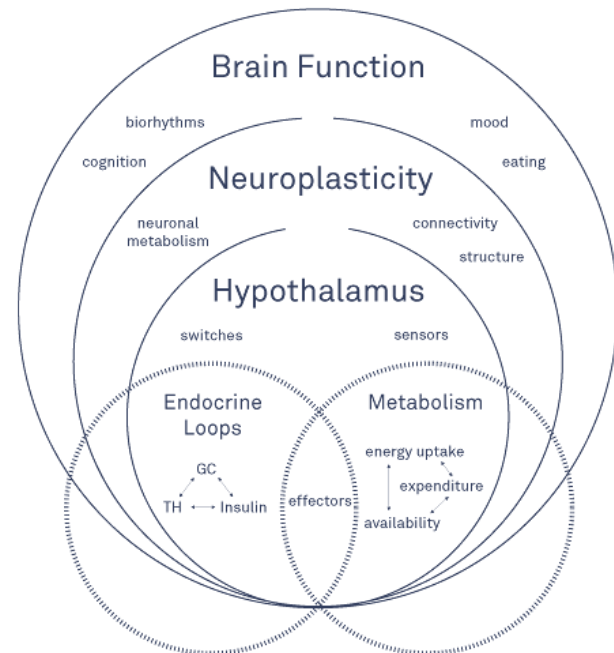 Brain Function
biorhythms
mood
cognition
eating
Neuroplasticity
neuronal
metabolism
connectivity
structure
Hypothalamus
switches
sensors
Endocrine
Loops
Metabolism
GC
TH
Insulin
effectors
energy uptake
expenditure
availability